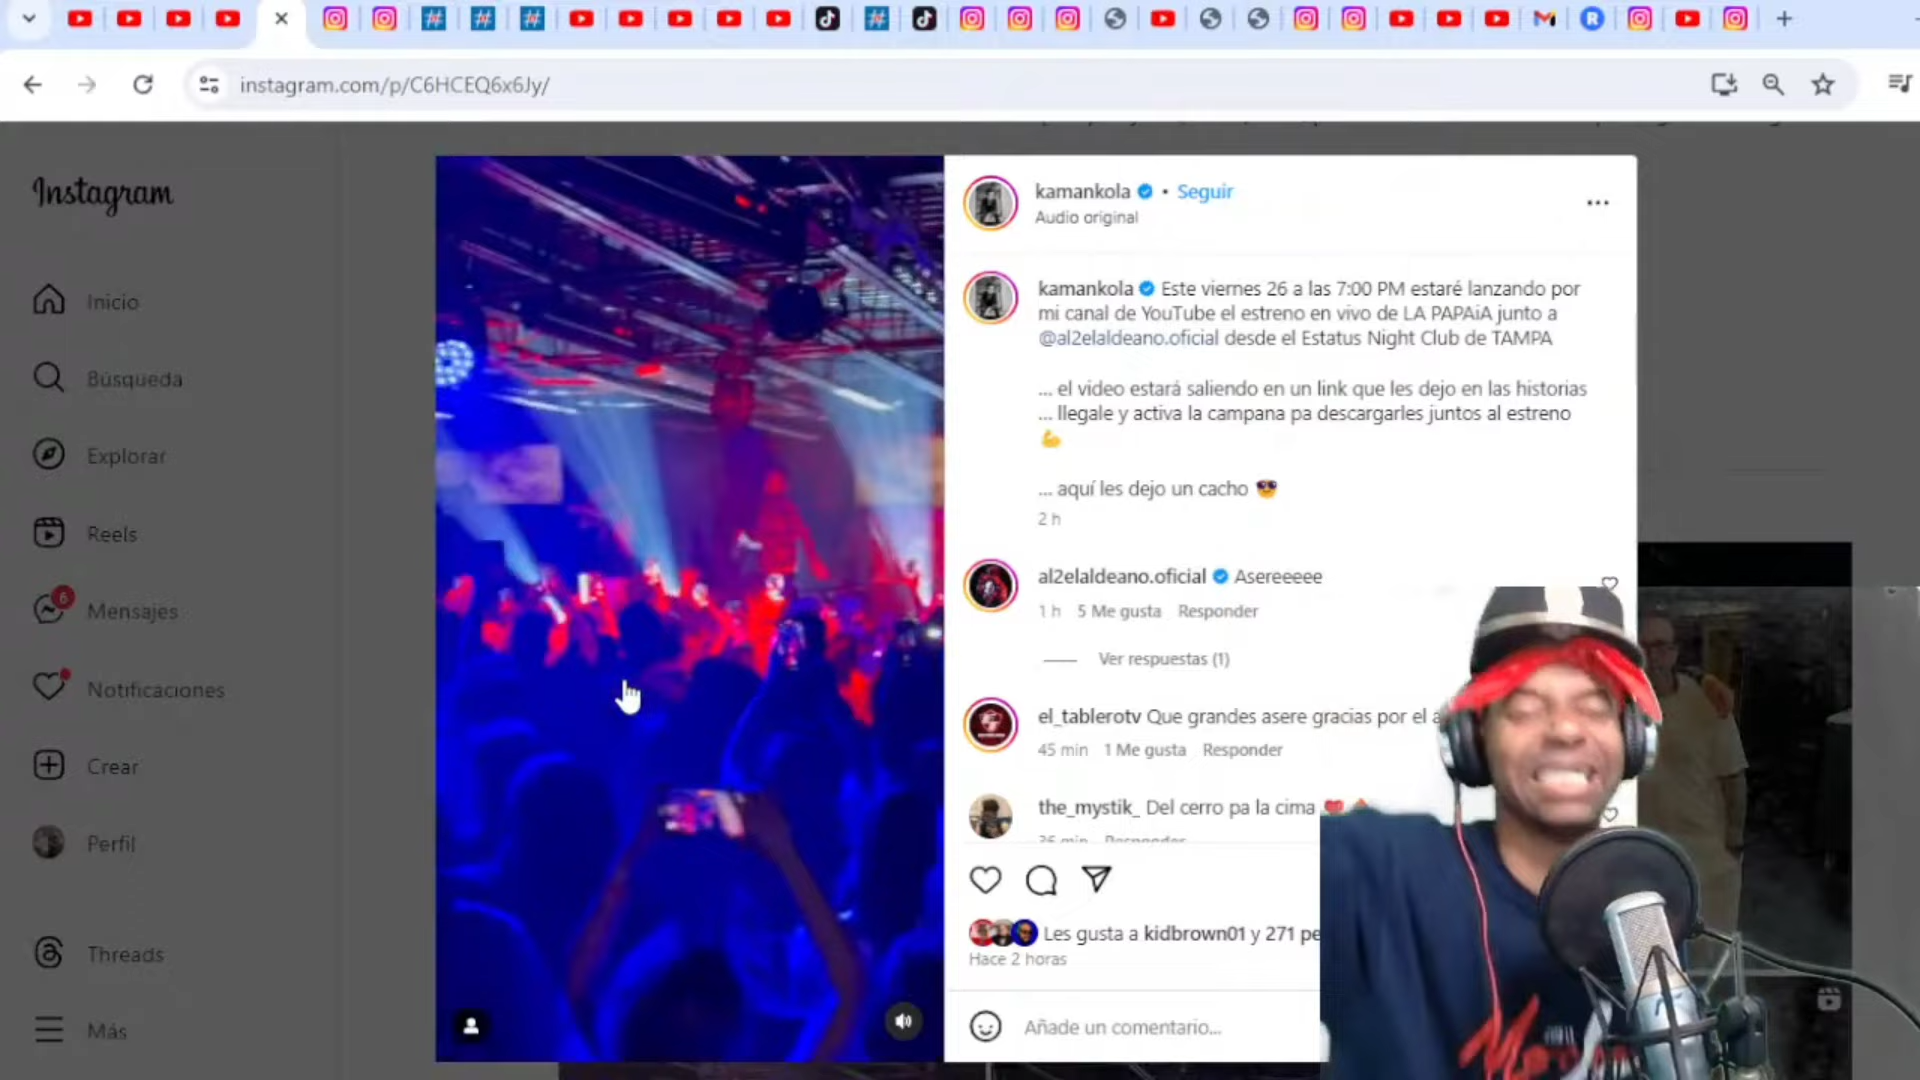 instagram.com/p/C6HCEQ6x6Jy/
Instagram
Inicio
Búsqueda
Explorar
Reels
6
Mensajes
Notificaciones
Crear
Perfil
Threads
Más
kamankola • Seguir
Audio original
kamankola Este viernes 26 a las 7:00 PM estaré lanzando por
mi canal de YouTube el estreno en vivo de LA PAPAiA junto a
@al2elaldeano.oficial desde el Estatus Night Club de TAMPA
... el video estará saliendo en un link que les dejo en las historias
... llegale y activa la campana pa descargarles juntos al estreno
💪
... aquí les dejo un cacho 😎
2 h
al2elaldeano.oficial Asereeeee
1 h 5 Me gusta Responder
Ver respuestas (1)
el_tablerotv Que grandes asere gracias por el a
45 min 1 Me gusta Responder
the_mystik_ Del cerro pa la cima
36 min Responder
Les gusta a kidbrown01 y 271 pe
Hace 2 horas
Añade un comentario...